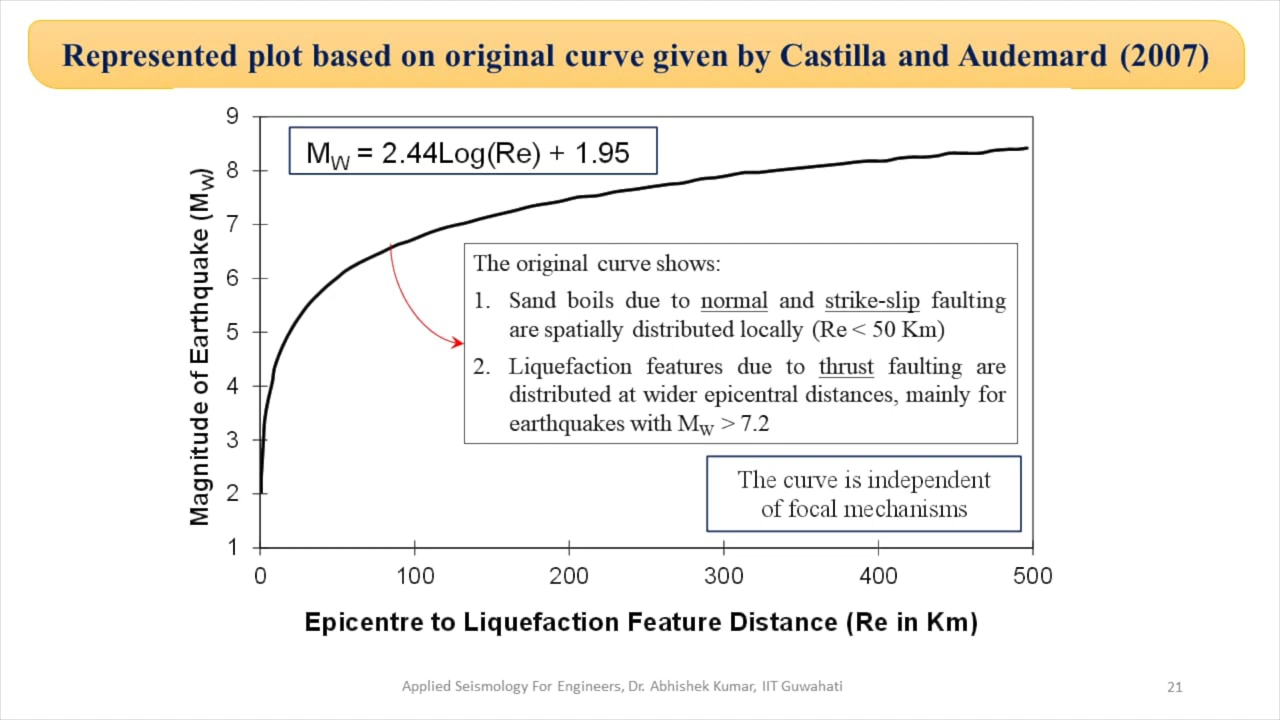 Represented plot based on original curve given by Castilla and Audemard (2007)
9
8
7
6
5
4
3
2
1
Magnitude of Earthquake (MW)
MW = 2.44Log(Re) + 1.95
The original curve shows:
1. Sand boils due to normal and strike-slip faulting
are spatially distributed locally (Re < 50 Km)
2. Liquefaction features due to thrust faulting are
distributed at wider epicentral distances, mainly for
earthquakes with MW > 7.2
The curve is independent
of focal mechanisms
0 100 200 300 400 500
Epicentre to Liquefaction Feature Distance (Re in Km)
Applied Seismology For Engineers, Dr. Abhishek Kumar, IIT Guwahati 21